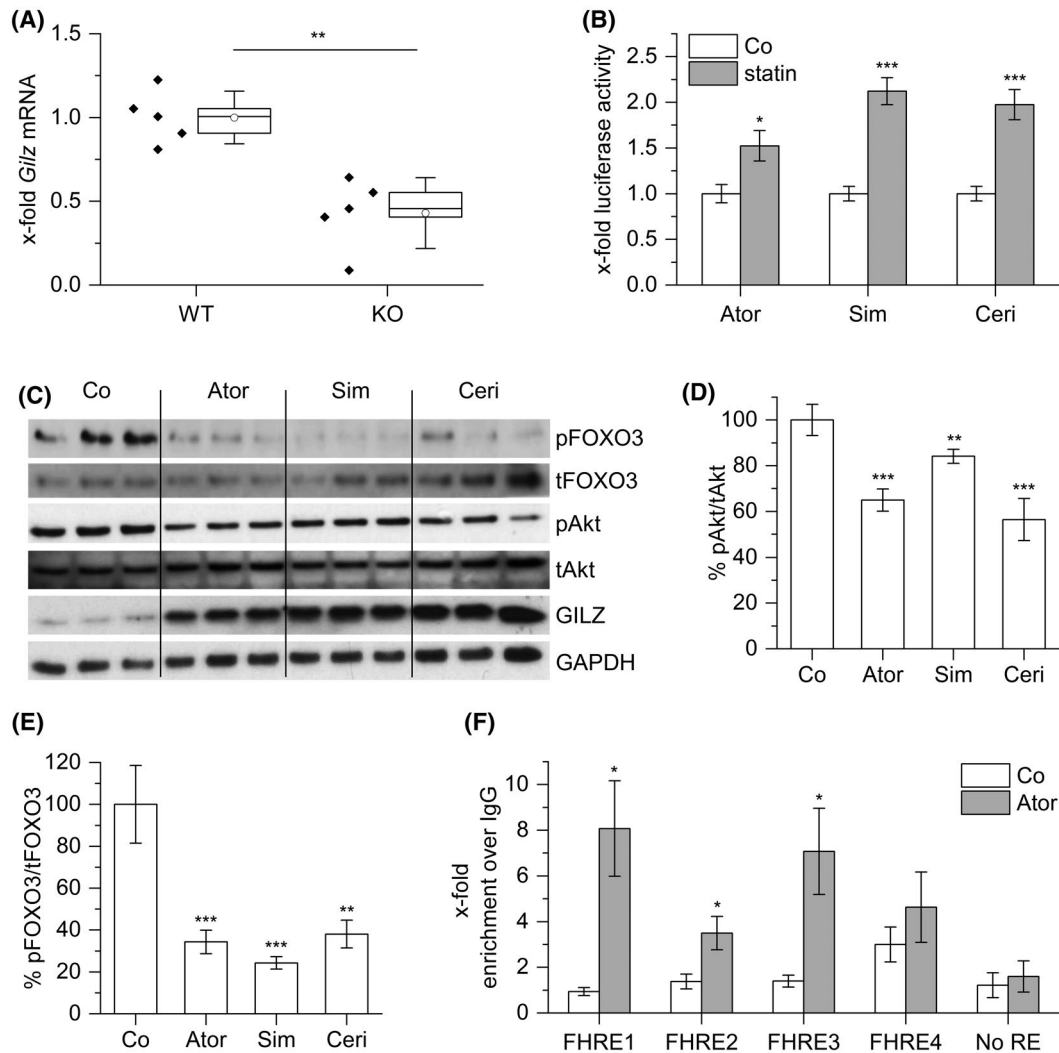 (A)
x-fold Gilz mRNA
1.5
1.0
0.5
0.0
**
WT
KO
(B)
x-fold luciferase activity
2.5
2.0
1.5
1.0
0.5
0.0
Co
statin
*
***
***
Ator
Sim
Ceri
(C)
Co
Ator
Sim
Ceri
pFOXO3
tFOXO3
pAkt
tAkt
GILZ
GAPDH
(D)
% pAkt/tAkt
100
80
60
40
20
0
***
**
***
Co
Ator
Sim
Ceri
(E)
% pFOXO3/tFOXO3
120
100
80
60
40
20
0
***
***
**
Co
Ator
Sim
Ceri
(F)
x-fold
enrichment over IgG
10
8
6
4
2
0
Co
Ator
*
*
*
FHRE1
FHRE2
FHRE3
FHRE4
No RE